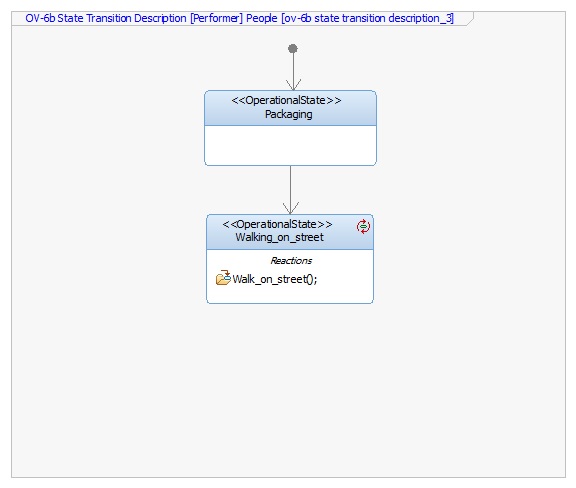 OV-6b State Transition Description [Performer] People [ov-6b state transition description_3]
<<OperationalState>>
Packaging
<<OperationalState>>
Walking_on_street
Reactions
Walk_on_street();